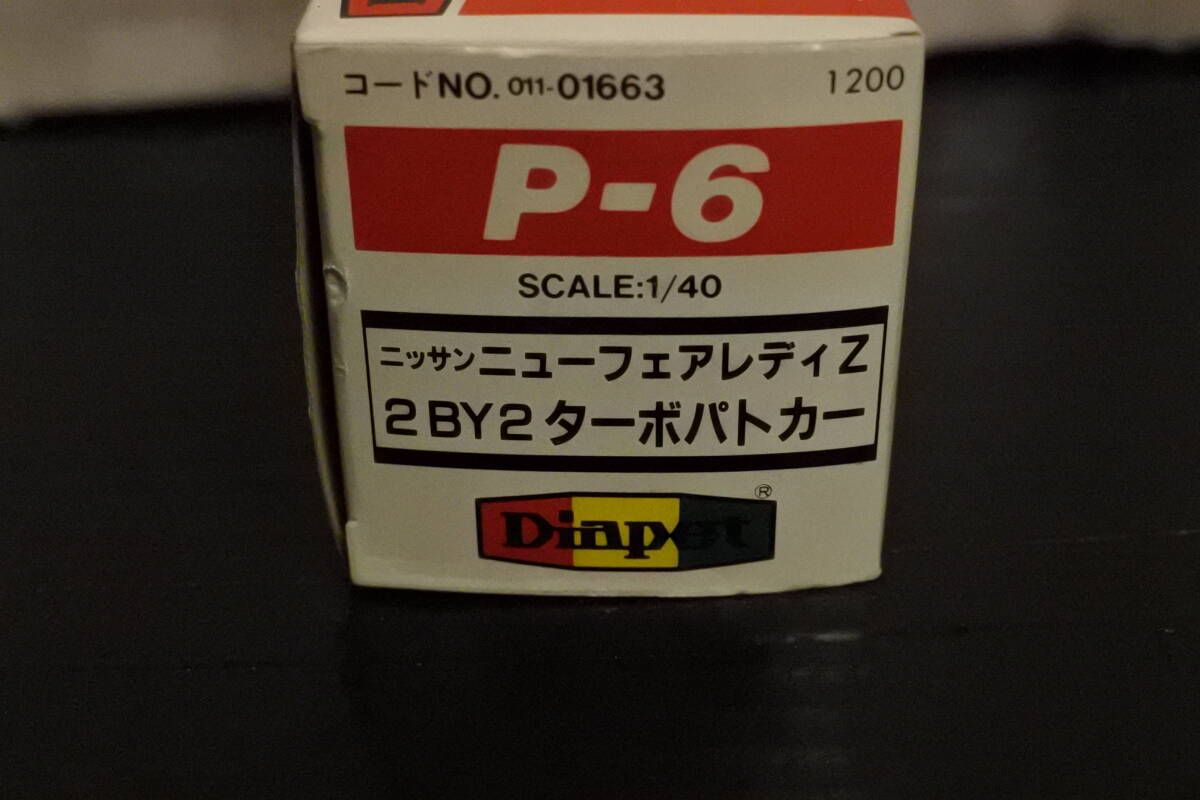 コードNO. 011-01663 1200
P-6
SCALE:1/40
ニッサンニューフェアレディZ
2BY2ターボパトカー
Diapet ®